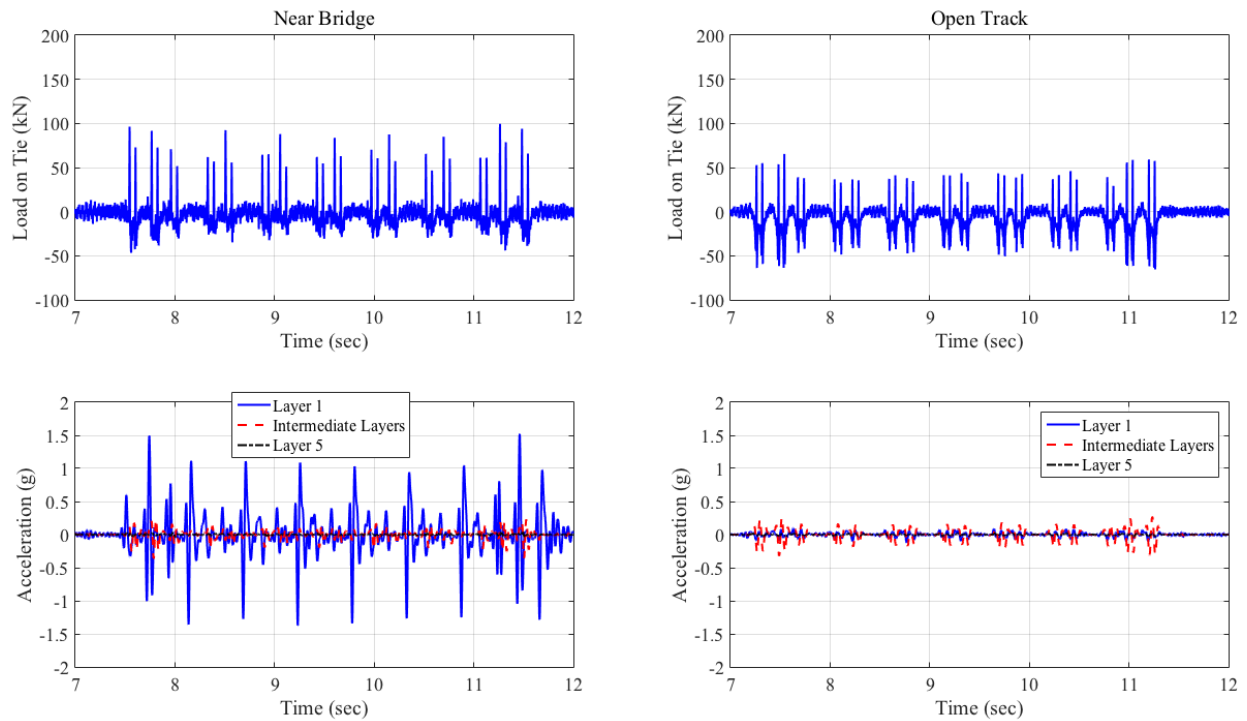 Near Bridge
200
150
100
50
0
-50
-100
Load on Tie (kN)
7 8 9 10 11 12
Time (sec)
Open Track
200
150
100
50
0
-50
-100
Load on Tie (kN)
7 8 9 10 11 12
Time (sec)
2
1.5
1
0.5
0
-0.5
-1
-1.5
-2
Acceleration (g)
Layer 1
Intermediate Layers
Layer 5
7 8 9 10 11 12
Time (sec)
2
1.5
1
0.5
0
-0.5
-1
-1.5
-2
Acceleration (g)
Layer 1
Intermediate Layers
Layer 5
7 8 9 10 11 12
Time (sec)